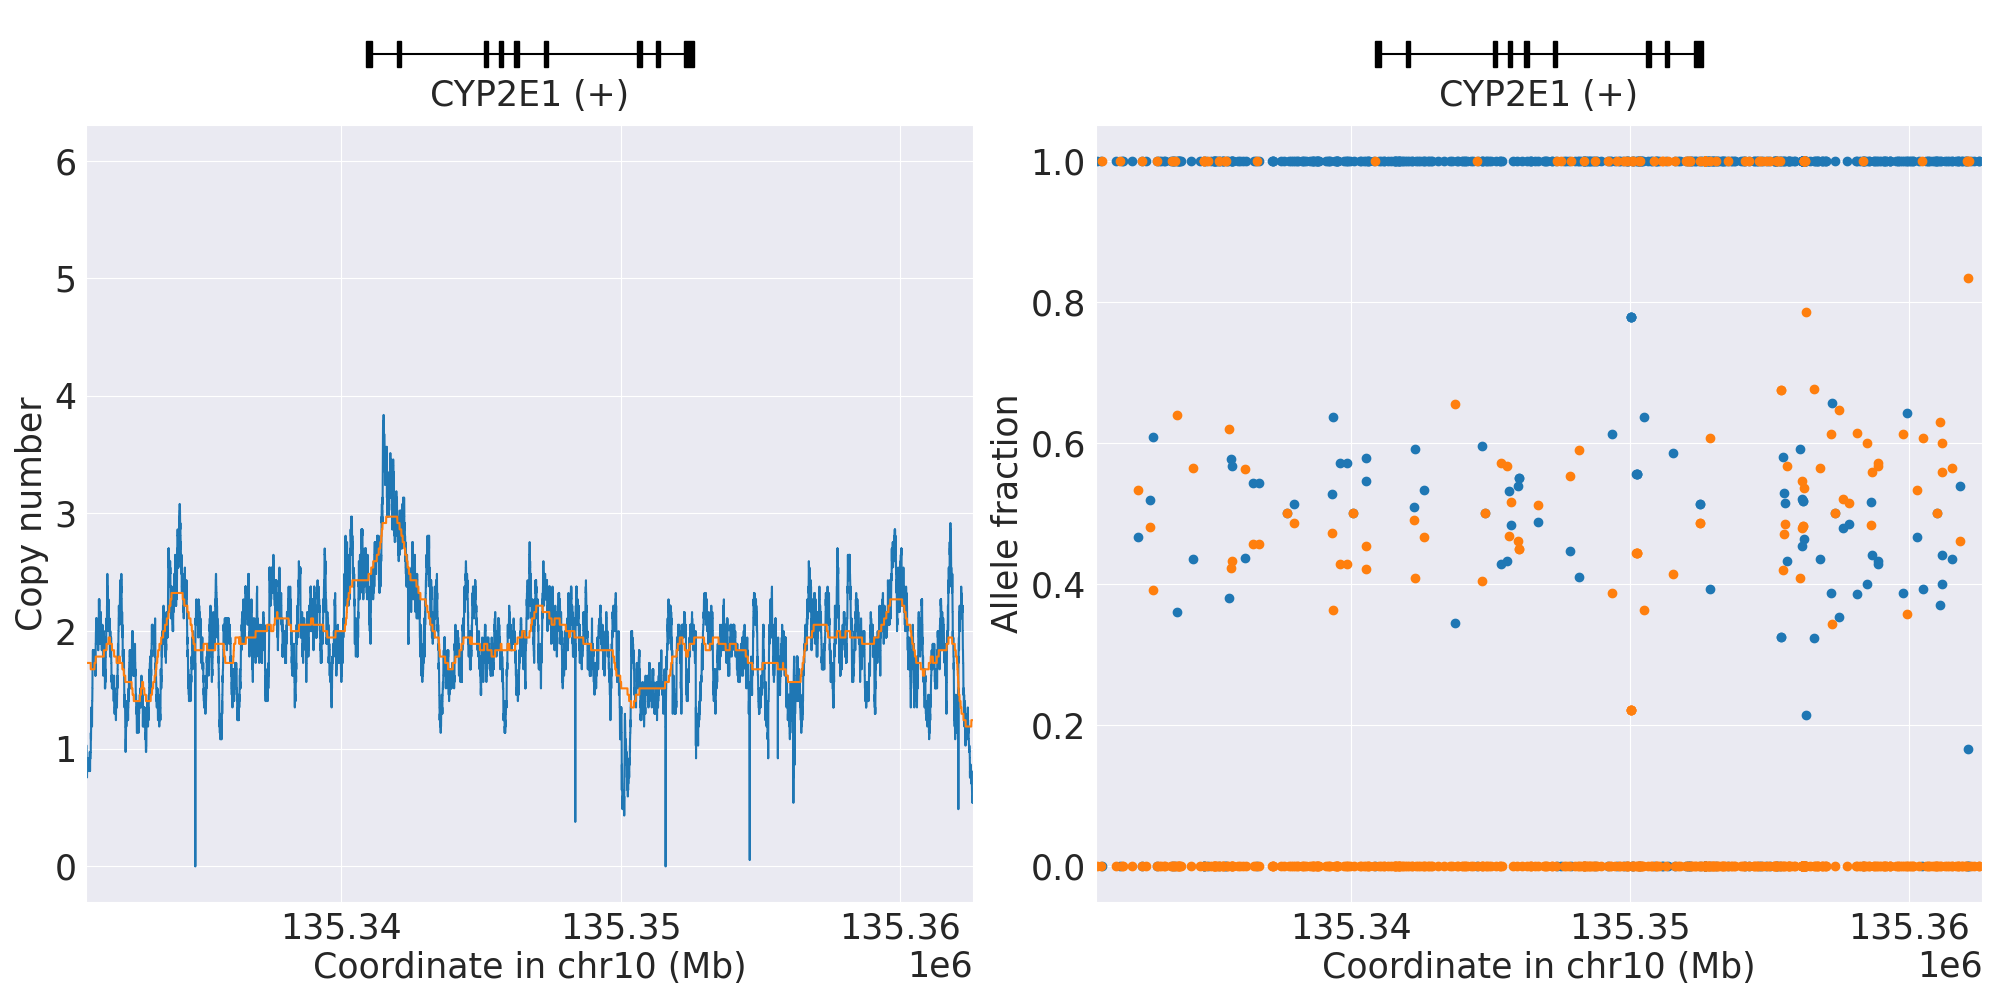 CYP2E1 (+)
6
5
4
3
2
1
0
Copy number
135.34 135.35 135.36
Coordinate in chr10 (Mb) 1e6
CYP2E1 (+)
1.0
0.8
0.6
0.4
0.2
0.0
Allele fraction
135.34 135.35 135.36
Coordinate in chr10 (Mb) 1e6